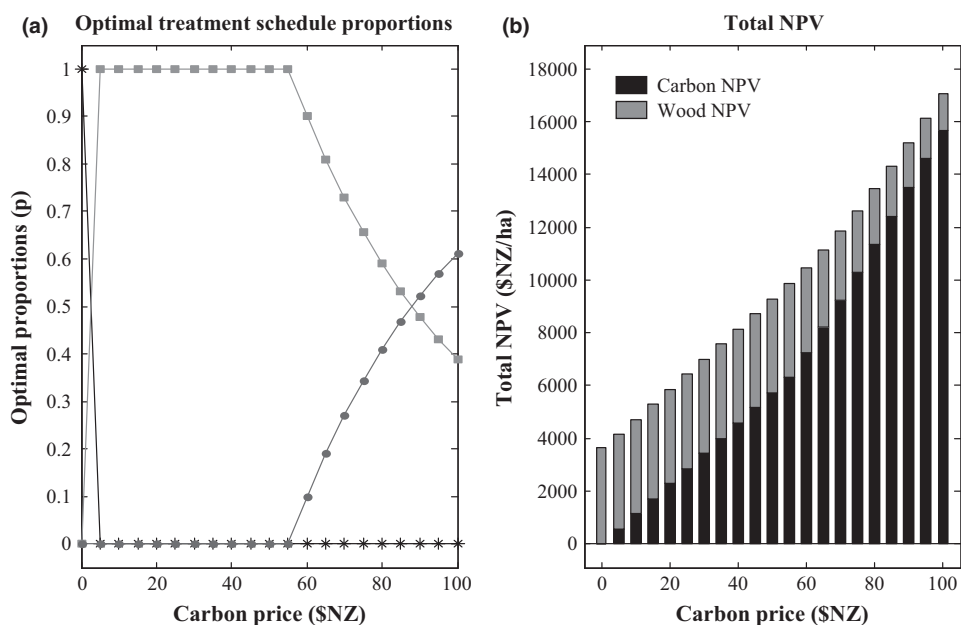 (a) Optimal treatment schedule proportions
1
0.9
0.8
0.7
0.6
0.5
0.4
0.3
0.2
0.1
0
Optimal proportions (p)
0 20 40 60 80 100
Carbon price ($NZ)
(b) Total NPV
18000
16000
14000
12000
10000
8000
6000
4000
2000
0
Total NPV ($NZ/ha)
Carbon NPV
Wood NPV
0 20 40 60 80 100
Carbon price ($NZ)